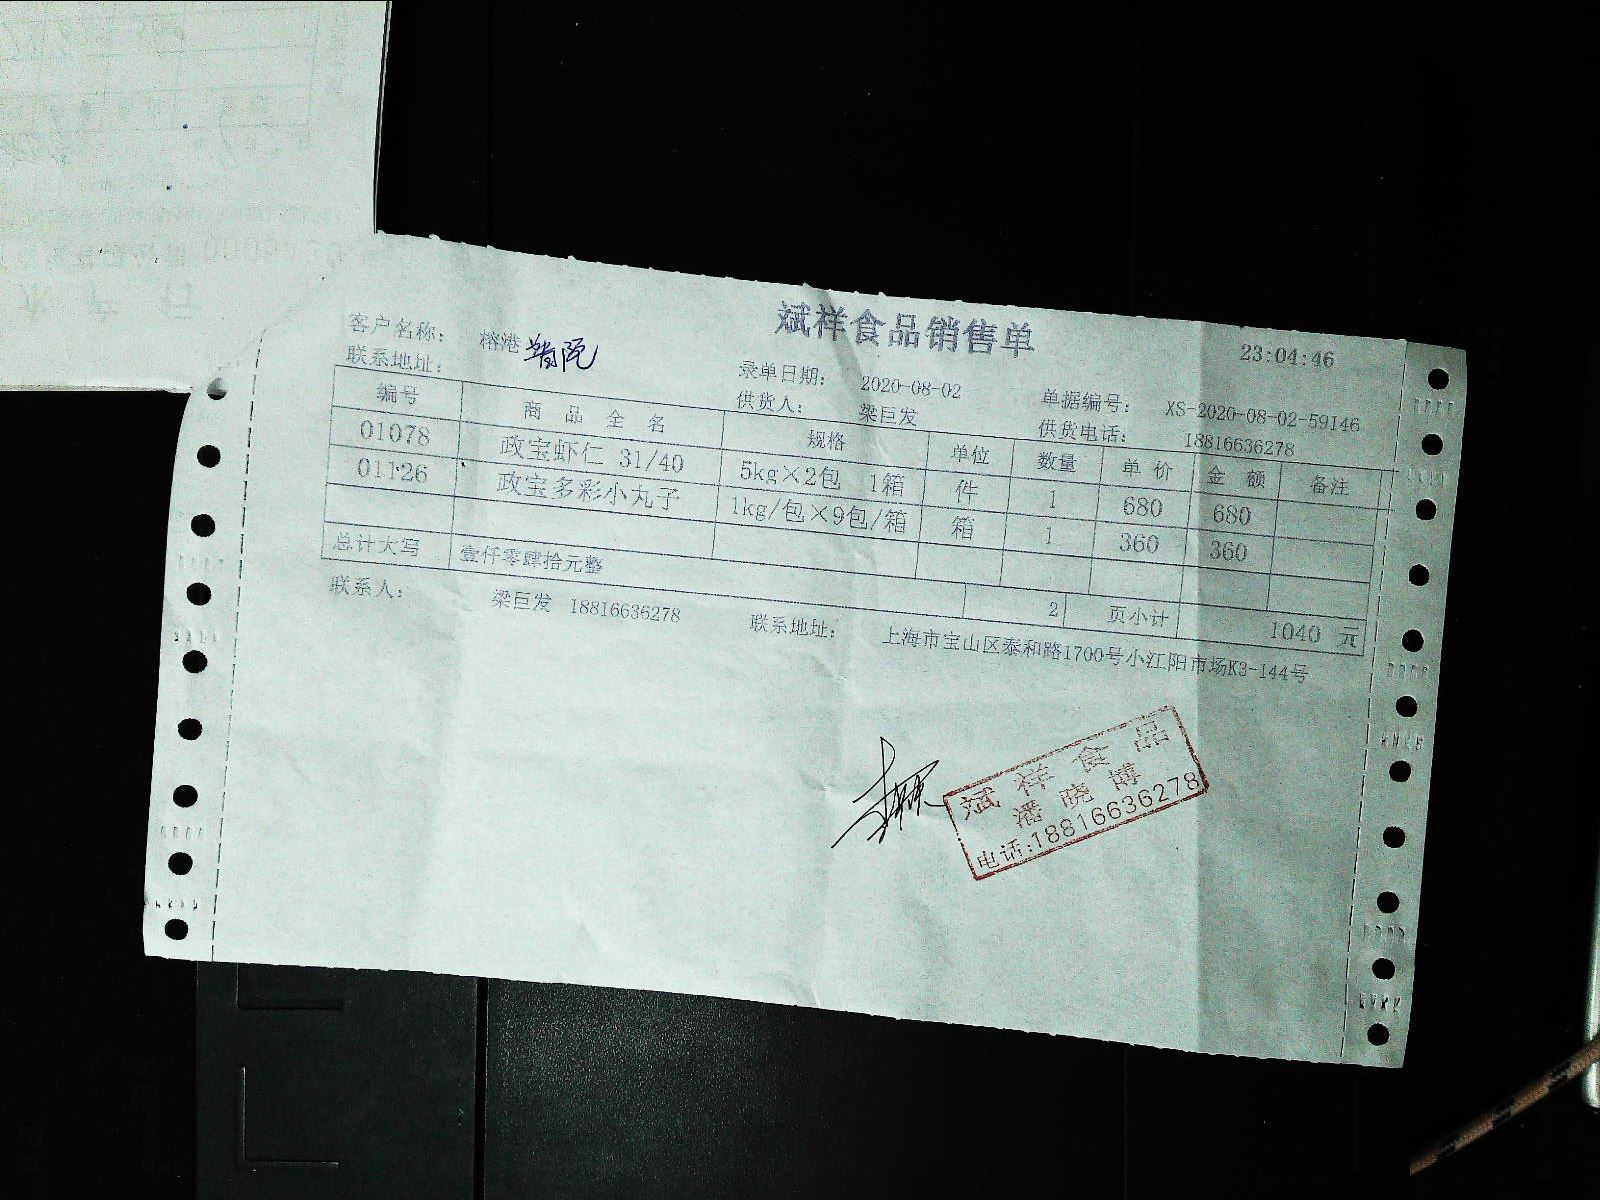 斌祥食品销售单
23:04:46
客户名称： 榕港
联系地址： 录单日期： 2020-08-02 单据编号： XS-2020-08-02-59146
供货人： 梁巨发 供货电话： 18816636278
编号 商品全名 规格 单位 数量 单价 金额 备注
01078 政宝虾仁 31/40 5kg×2包 1箱 件 1 680 680
01126 政宝多彩小丸子 1kg/包×9包/箱 箱 1 360 360
总计大写 壹仟零肆拾元整 2 页小计 1040 元
联系人： 梁巨发 18816636278 联系地址： 上海市宝山区泰和路1700号小江阳市场K3-144号
斌祥食品
潘晓
电话:18816636278